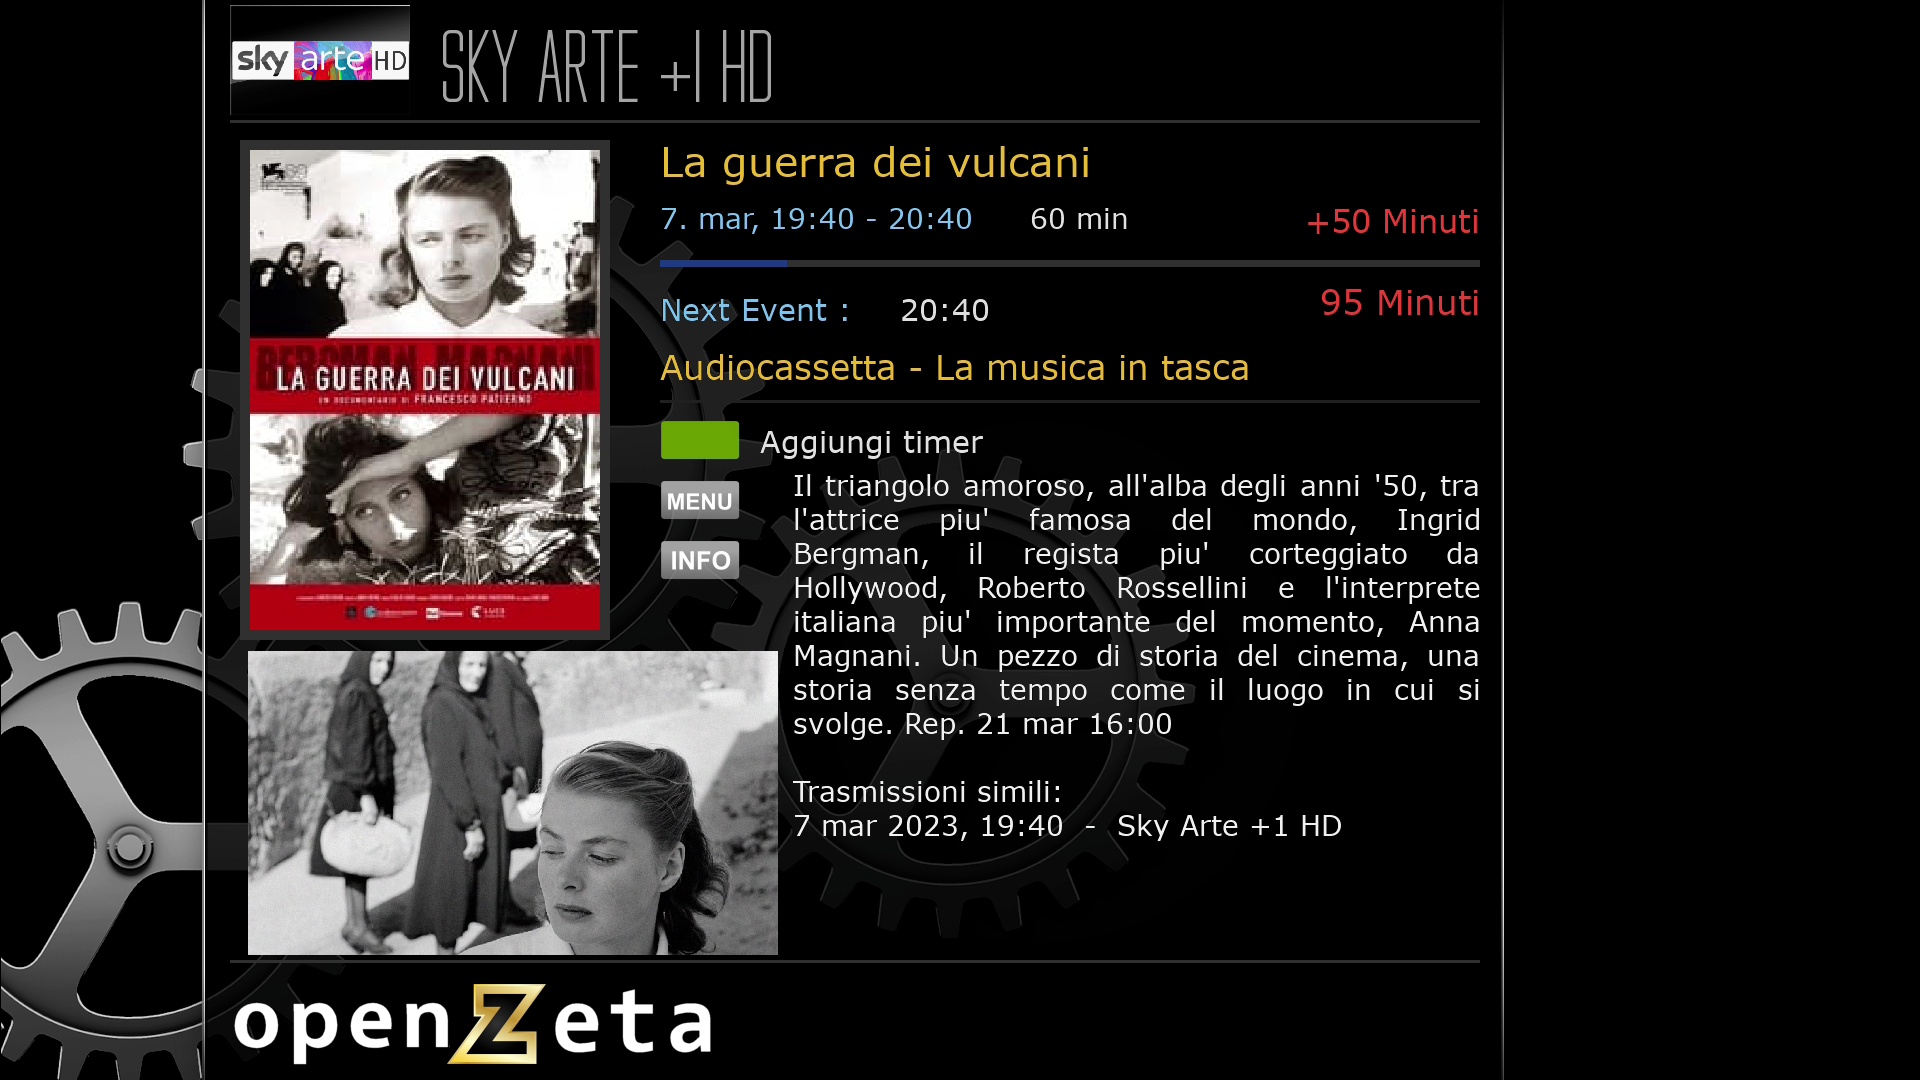 sky arte HD
SKY ARTE +1 HD
La guerra dei vulcani
7. mar, 19:40 - 20:40
60 min
+50 Minuti
Next Event :
20:40
95 Minuti
Audiocassetta - La musica in tasca
BERGMAN MAGNANI
LA GUERRA DEI VULCANI
UN DOCUMENTARIO DI FRANCESCO PATIERNO
LUCE
Aggiungi timer
MENU
INFO
Il triangolo amoroso, all'alba degli anni '50, tra
l'attrice piu' famosa del mondo, Ingrid
Bergman, il regista piu' corteggiato da
Hollywood, Roberto Rossellini e l'interprete
italiana piu' importante del momento, Anna
Magnani. Un pezzo di storia del cinema, una
storia senza tempo come il luogo in cui si
svolge. Rep. 21 mar 16:00
Trasmissioni simili:
7 mar 2023, 19:40 - Sky Arte +1 HD
openZeta